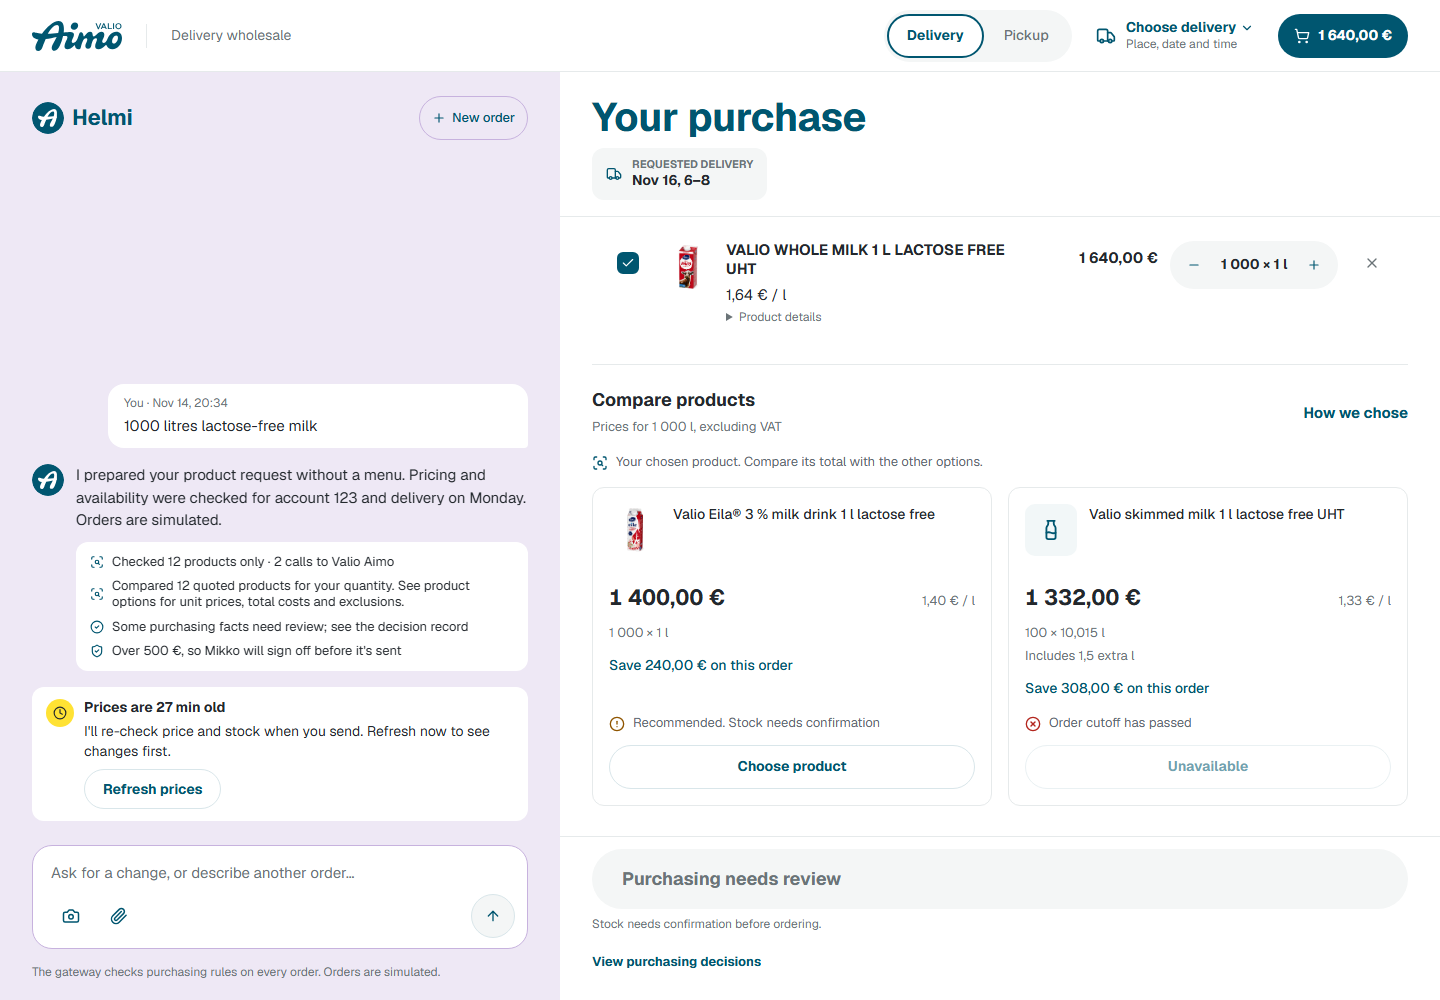 VALIO
Aimo
Delivery wholesale
Delivery
Pickup
Choose delivery
Place, date and time
1 640,00 €
Helmi
New order
You · Nov 14, 20:34
1000 litres lactose-free milk
I prepared your product request without a menu. Pricing and
availability were checked for account 123 and delivery on Monday.
Orders are simulated.
Checked 12 products only · 2 calls to Valio Aimo
Compared 12 quoted products for your quantity. See product
options for unit prices, total costs and exclusions.
Some purchasing facts need review; see the decision record
Over 500 €, so Mikko will sign off before it's sent
Prices are 27 min old
I'll re-check price and stock when you send. Refresh now to see
changes first.
Refresh prices
Ask for a change, or describe another order...
The gateway checks purchasing rules on every order. Orders are simulated.
Your purchase
REQUESTED DELIVERY
Nov 16, 6–8
VALIO WHOLE MILK 1 L LACTOSE FREE
UHT
1,64 € / l
Product details
1 640,00 €
1 000 × 1 l
Compare products
Prices for 1 000 l, excluding VAT
How we chose
Your chosen product. Compare its total with the other options.
Valio Eila® 3 % milk drink 1 l lactose free
1 400,00 €
1,40 € / l
1 000 × 1 l
Save 240,00 € on this order
Recommended. Stock needs confirmation
Choose product
Valio skimmed milk 1 l lactose free UHT
1 332,00 €
1,33 € / l
100 × 10,015 l
Includes 1,5 extra l
Save 308,00 € on this order
Order cutoff has passed
Unavailable
Purchasing needs review
Stock needs confirmation before ordering.
View purchasing decisions